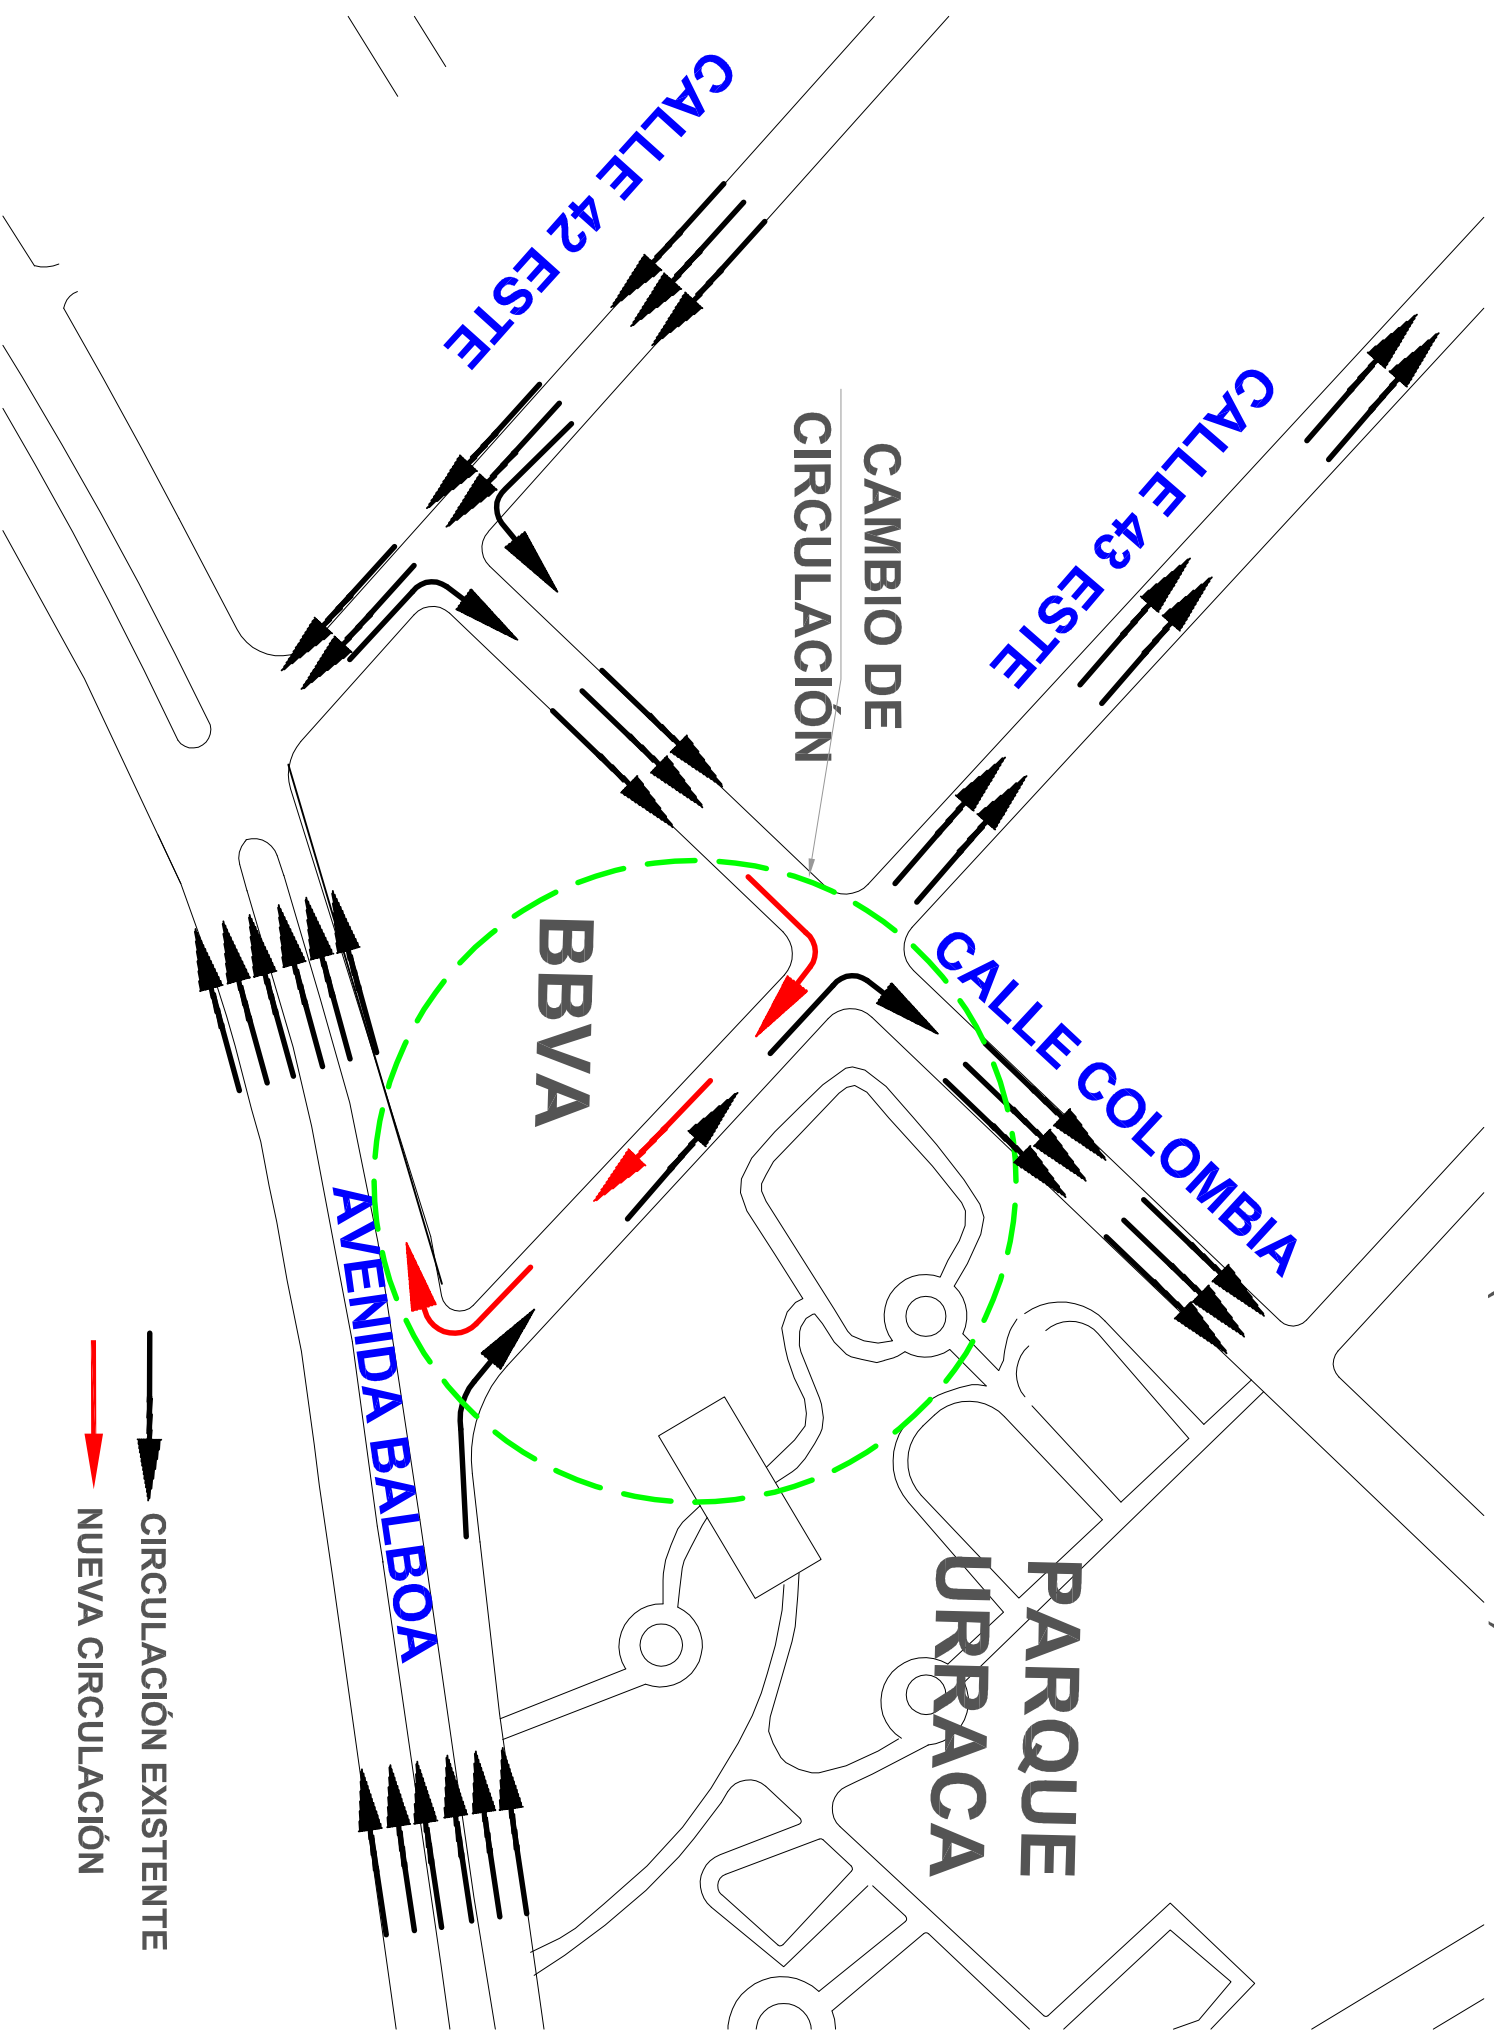 CALLE 42 ESTE
CALLE 43 ESTE
CAMBIO DE
CIRCULACIÓN
CALLE COLOMBIA
BBVA
AVENIDA BALBOA
PARQUE
URRACA
CIRCULACIÓN EXISTENTE
NUEVA CIRCULACIÓN